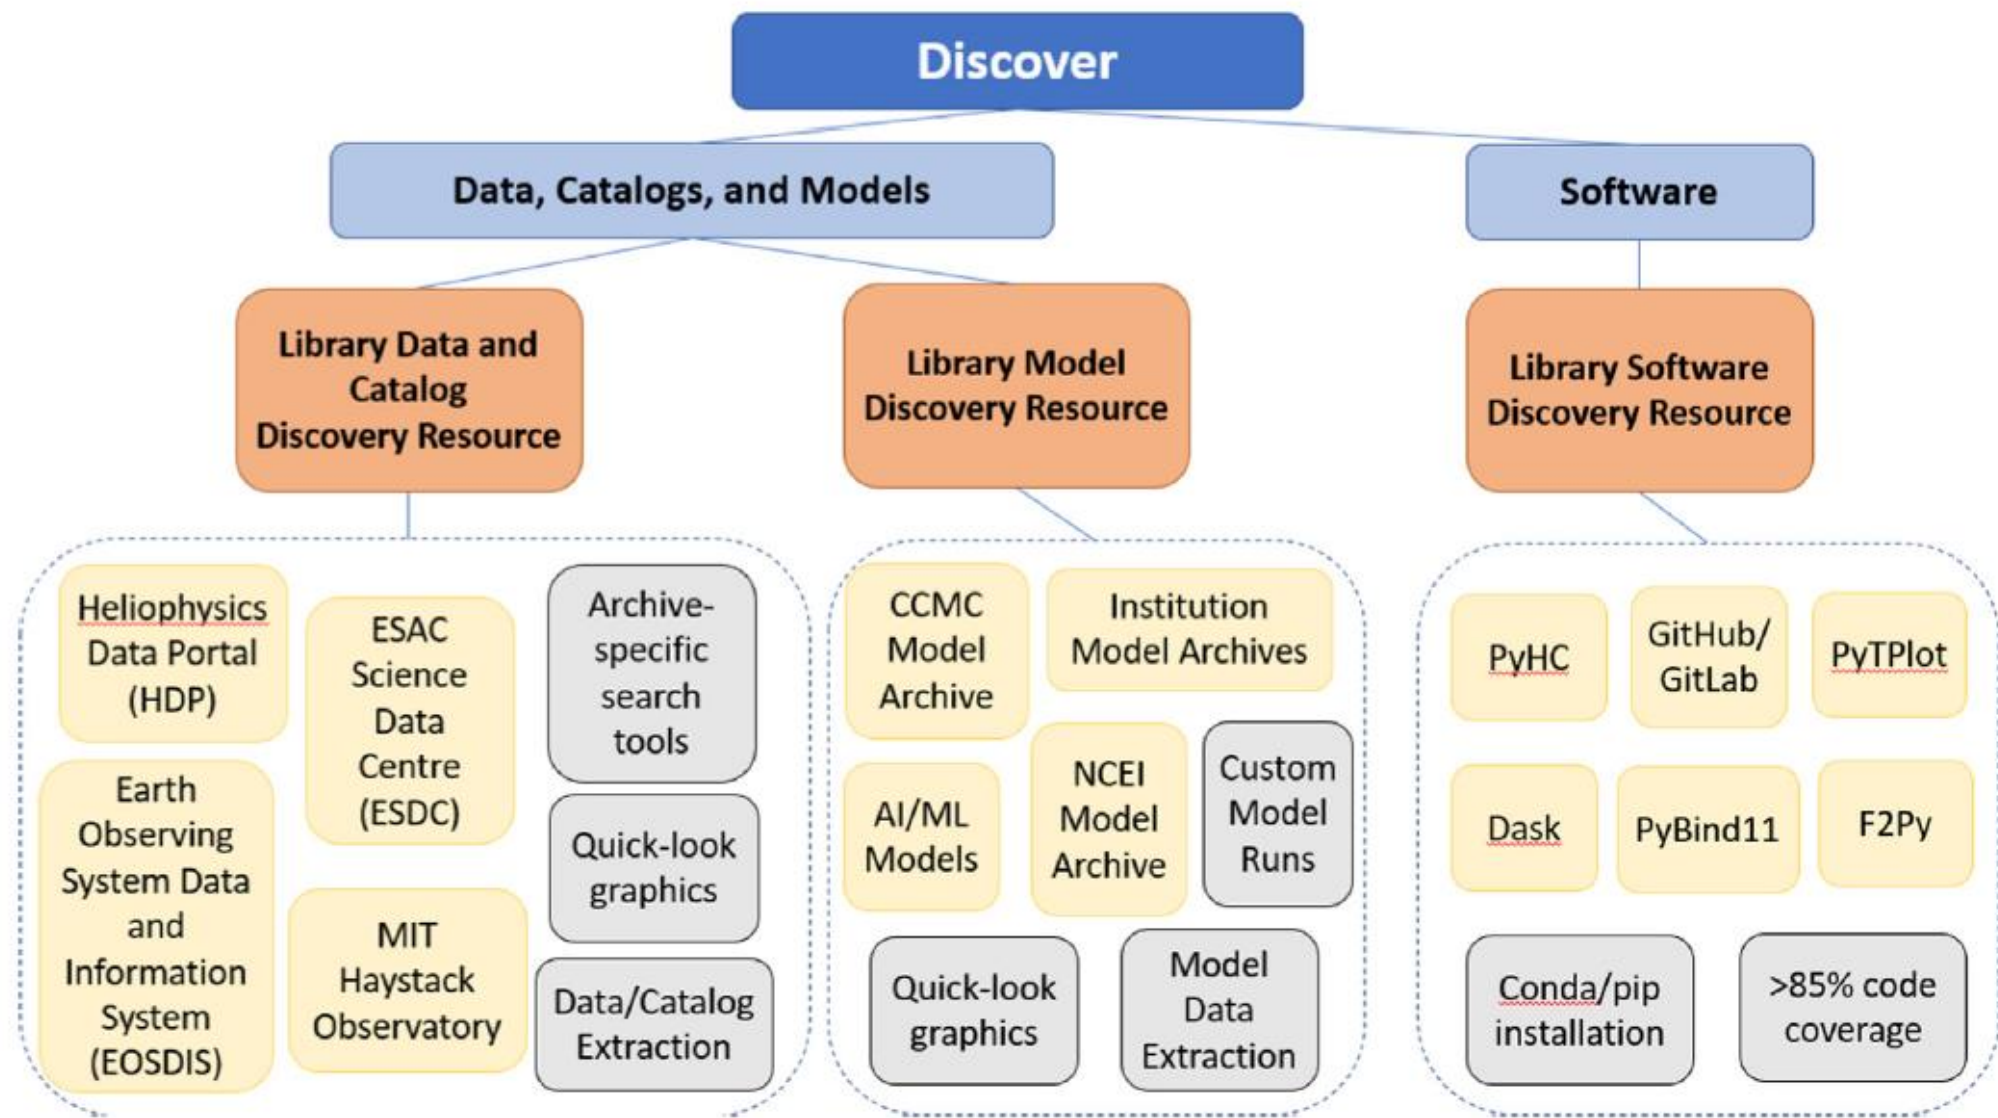 Discover
Data, Catalogs, and Models
Software
Library Data and
Catalog
Discovery Resource
Library Model
Discovery Resource
Library Software
Discovery Resource
Heliophysics
Data Portal
(HDP)
ESAC
Science
Data
Centre
(ESDC)
Archive-
specific
search
tools
Earth
Observing
System Data
and
Information
System
(EOSDIS)
MIT
Haystack
Observatory
Quick-look
graphics
Data/Catalog
Extraction
CCMC
Model
Archive
Institution
Model Archives
AI/ML
Models
NCEI
Model
Archive
Custom
Model
Runs
Quick-look
graphics
Model
Data
Extraction
PyHC
GitHub/
GitLab
PyTPlot
Dask
PyBind11
F2Py
Conda/pip
installation
>85% code
coverage